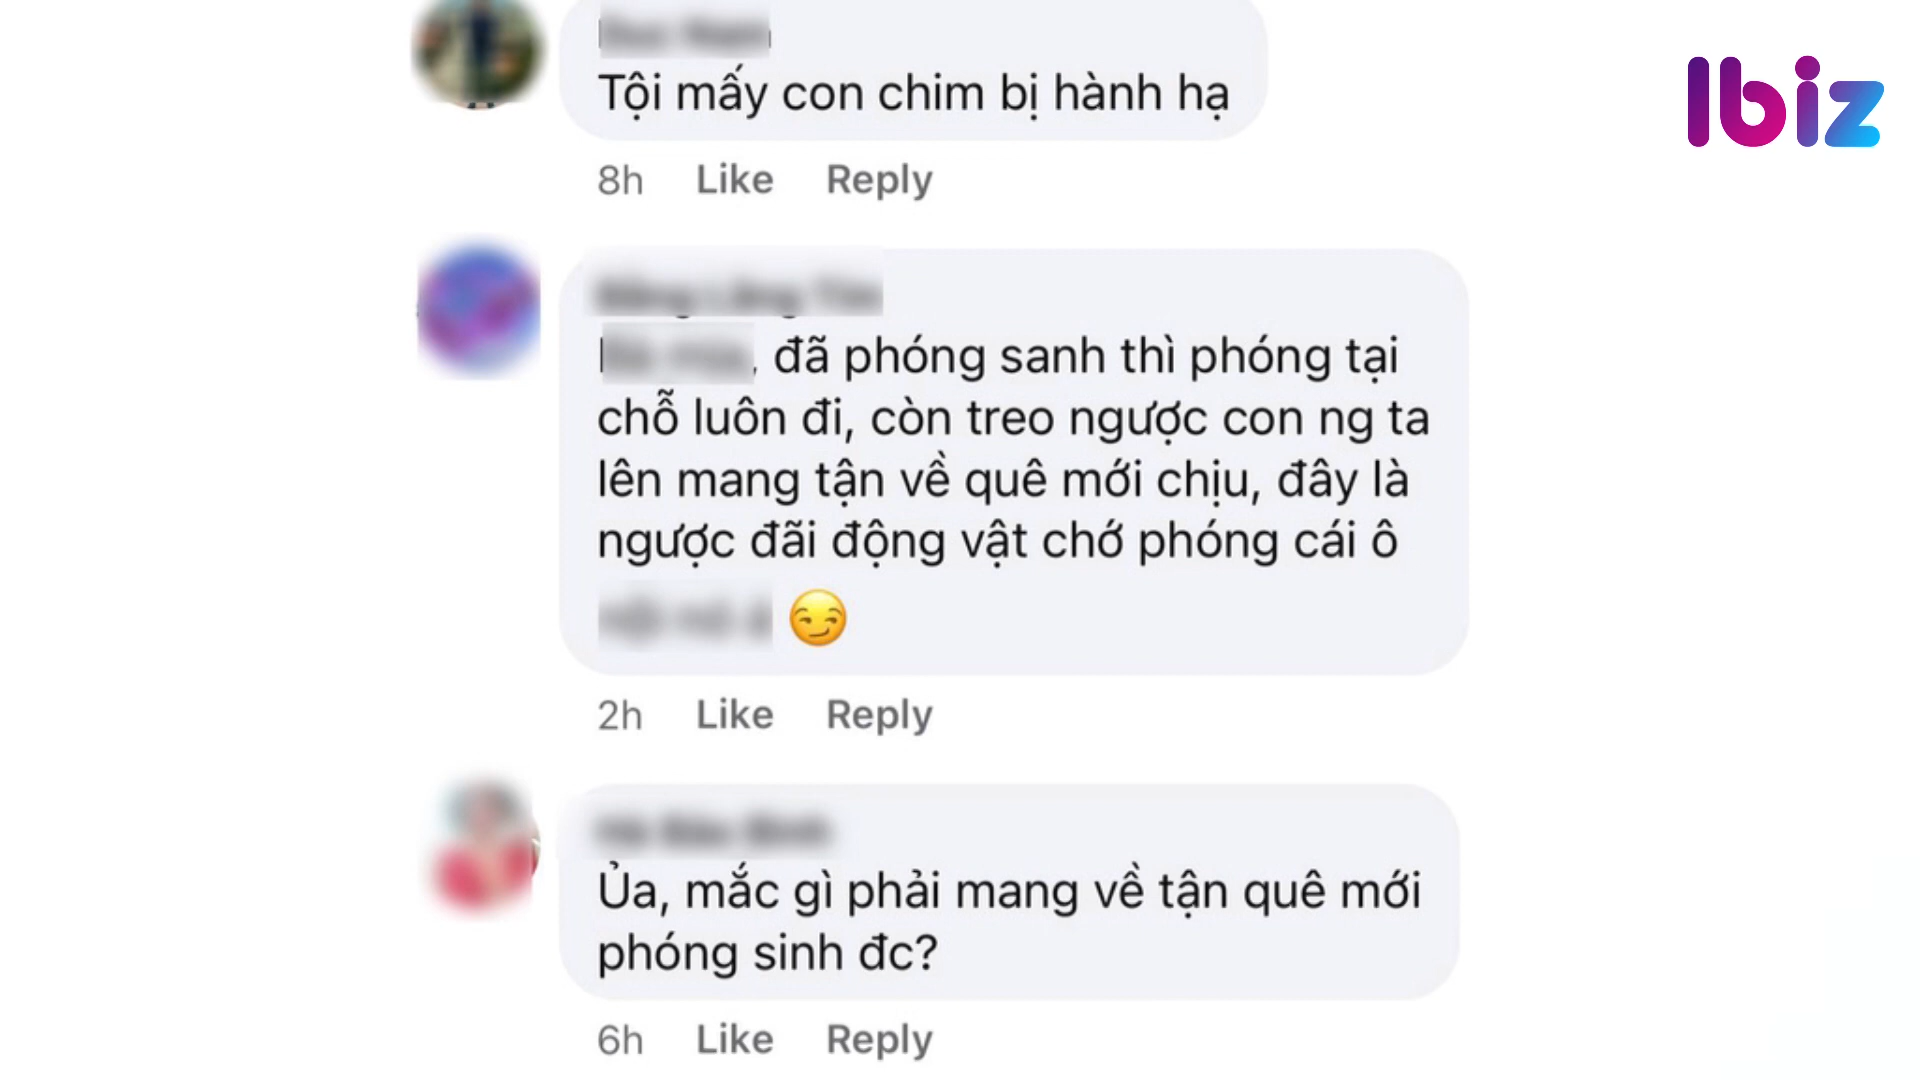 Ibiz
Tội mấy con chim bị hành hạ
8h Like Reply
, đã phóng sanh thì phóng tại
chỗ luôn đi, còn treo ngược con ng ta
lên mang tận về quê mới chịu, đây là
ngược đãi động vật chớ phóng cái ô
😏
2h Like Reply
Ủa, mắc gì phải mang về tận quê mới
phóng sinh đc?
6h Like Reply